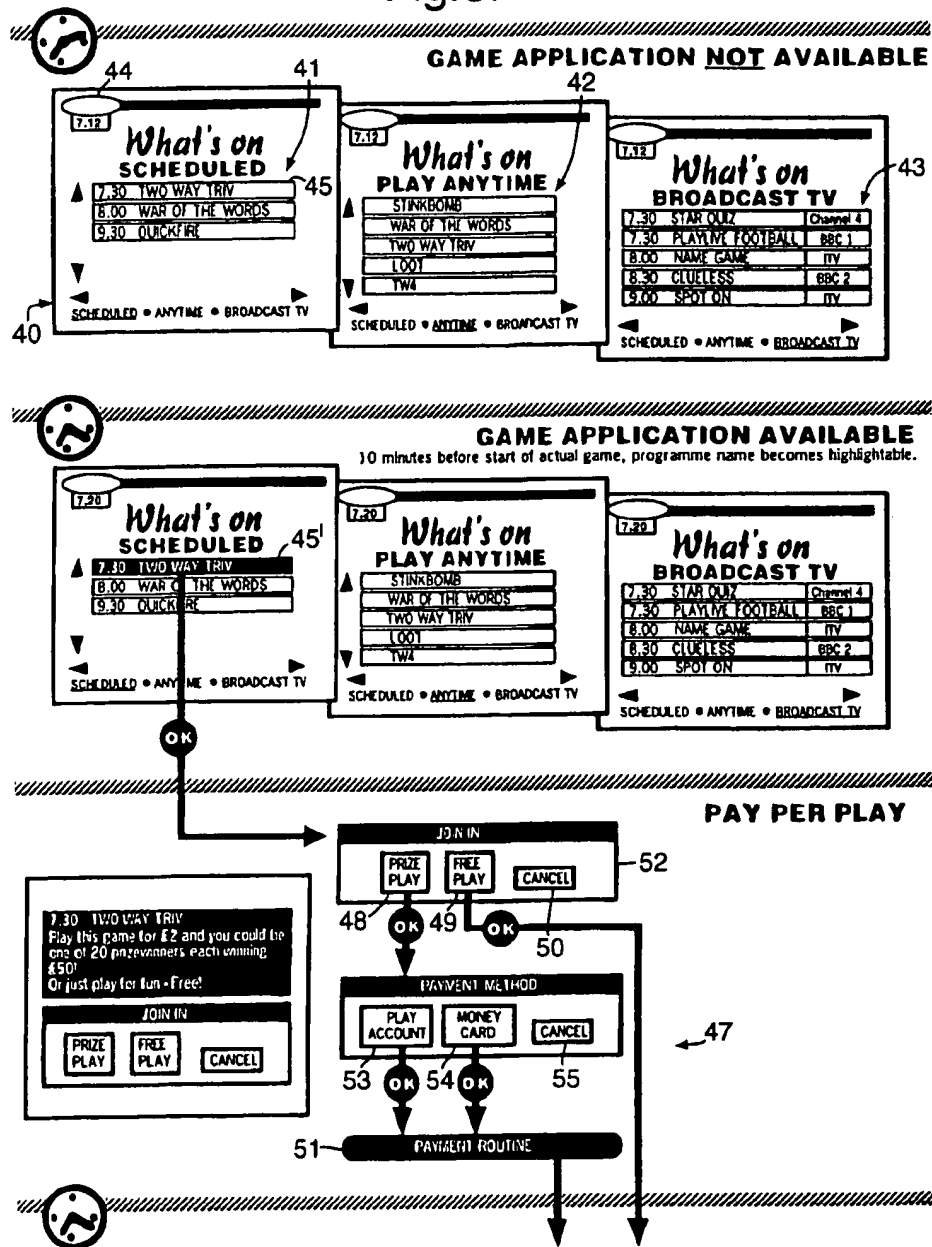 GAME APPLICATION NOT AVAILABLE
44
41
42
43
7.12
What's on
SCHEDULED
45
7.30 TWO WAY TRIV
8.00 WAR OF THE WORDS
9.30 QUICKFIRE
SCHEDULED • ANYTIME • BROADCAST TV
40
7.12
What's on
PLAY ANYTIME
STINKBOMB
WAR OF THE WORDS
TWO WAY TRIV
LOOT
TW4
SCHEDULED • ANYTIME • BROADCAST TV
7.12
What's on
BROADCAST TV
7.30 STAR QUIZ Channel 4
7.30 PLAYLIVE FOOTBALL BBC 1
8.00 NAME GAME ITV
8.30 CLUELESS BBC 2
9.00 SPOT ON ITV
SCHEDULED • ANYTIME • BROADCAST TV
GAME APPLICATION AVAILABLE
10 minutes before start of actual game, programme name becomes highlightable.
7.20
What's on
SCHEDULED
45'
7.30 TWO WAY TRIV
8.00 WAR OF THE WORDS
9.30 QUICKFIRE
SCHEDULED • ANYTIME • BROADCAST TV
7.20
What's on
PLAY ANYTIME
STINKBOMB
WAR OF THE WORDS
TWO WAY TRIV
LOOT
TW4
SCHEDULED • ANYTIME • BROADCAST TV
7.20
What's on
BROADCAST TV
7.30 STAR QUIZ Channel 4
7.30 PLAYLIVE FOOTBALL BBC 1
8.00 NAME GAME ITV
8.30 CLUELESS BBC 2
9.00 SPOT ON ITV
SCHEDULED • ANYTIME • BROADCAST TV
OK
PAY PER PLAY
JOIN IN
PRIZE PLAY
FREE PLAY
CANCEL
52
48
OK
49
OK
50
7.30 TWO WAY TRIV
Play this game for £2 and you could be
one of 20 prizewinners each winning
£50!
Or just play for fun - Free!
JOIN IN
PRIZE PLAY
FREE PLAY
CANCEL
PAYMENT METHOD
PLAY ACCOUNT
MONEY CARD
CANCEL
47
53
OK
54
OK
55
51
PAYMENT ROUTINE